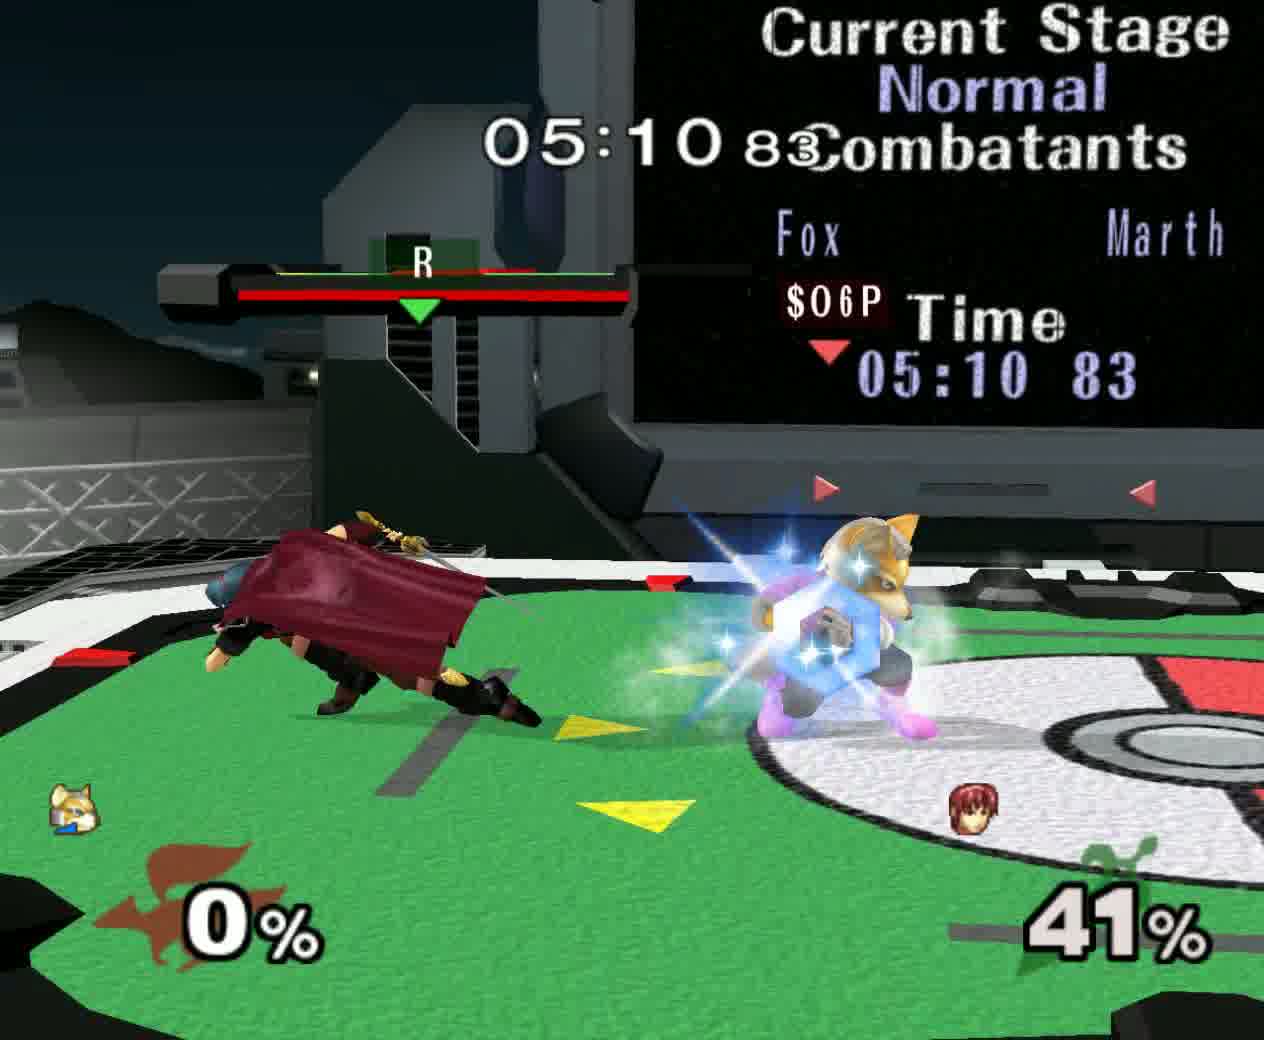 Current Stage
Normal
05:10 83
Combatants
Fox Marth
R
$06P
Time
05:10 83
0%
41%